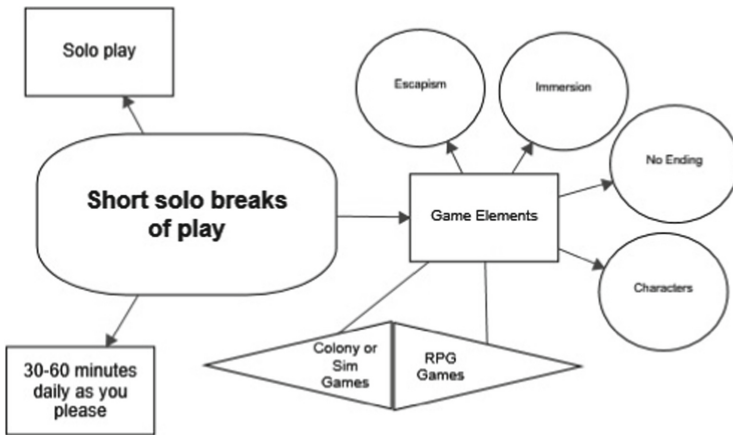 Solo play
Escapism
Immersion
No Ending
Short solo breaks
of play
Game Elements
Characters
Colony or
Sim
Games
RPG
Games
30-60 minutes
daily as you
please